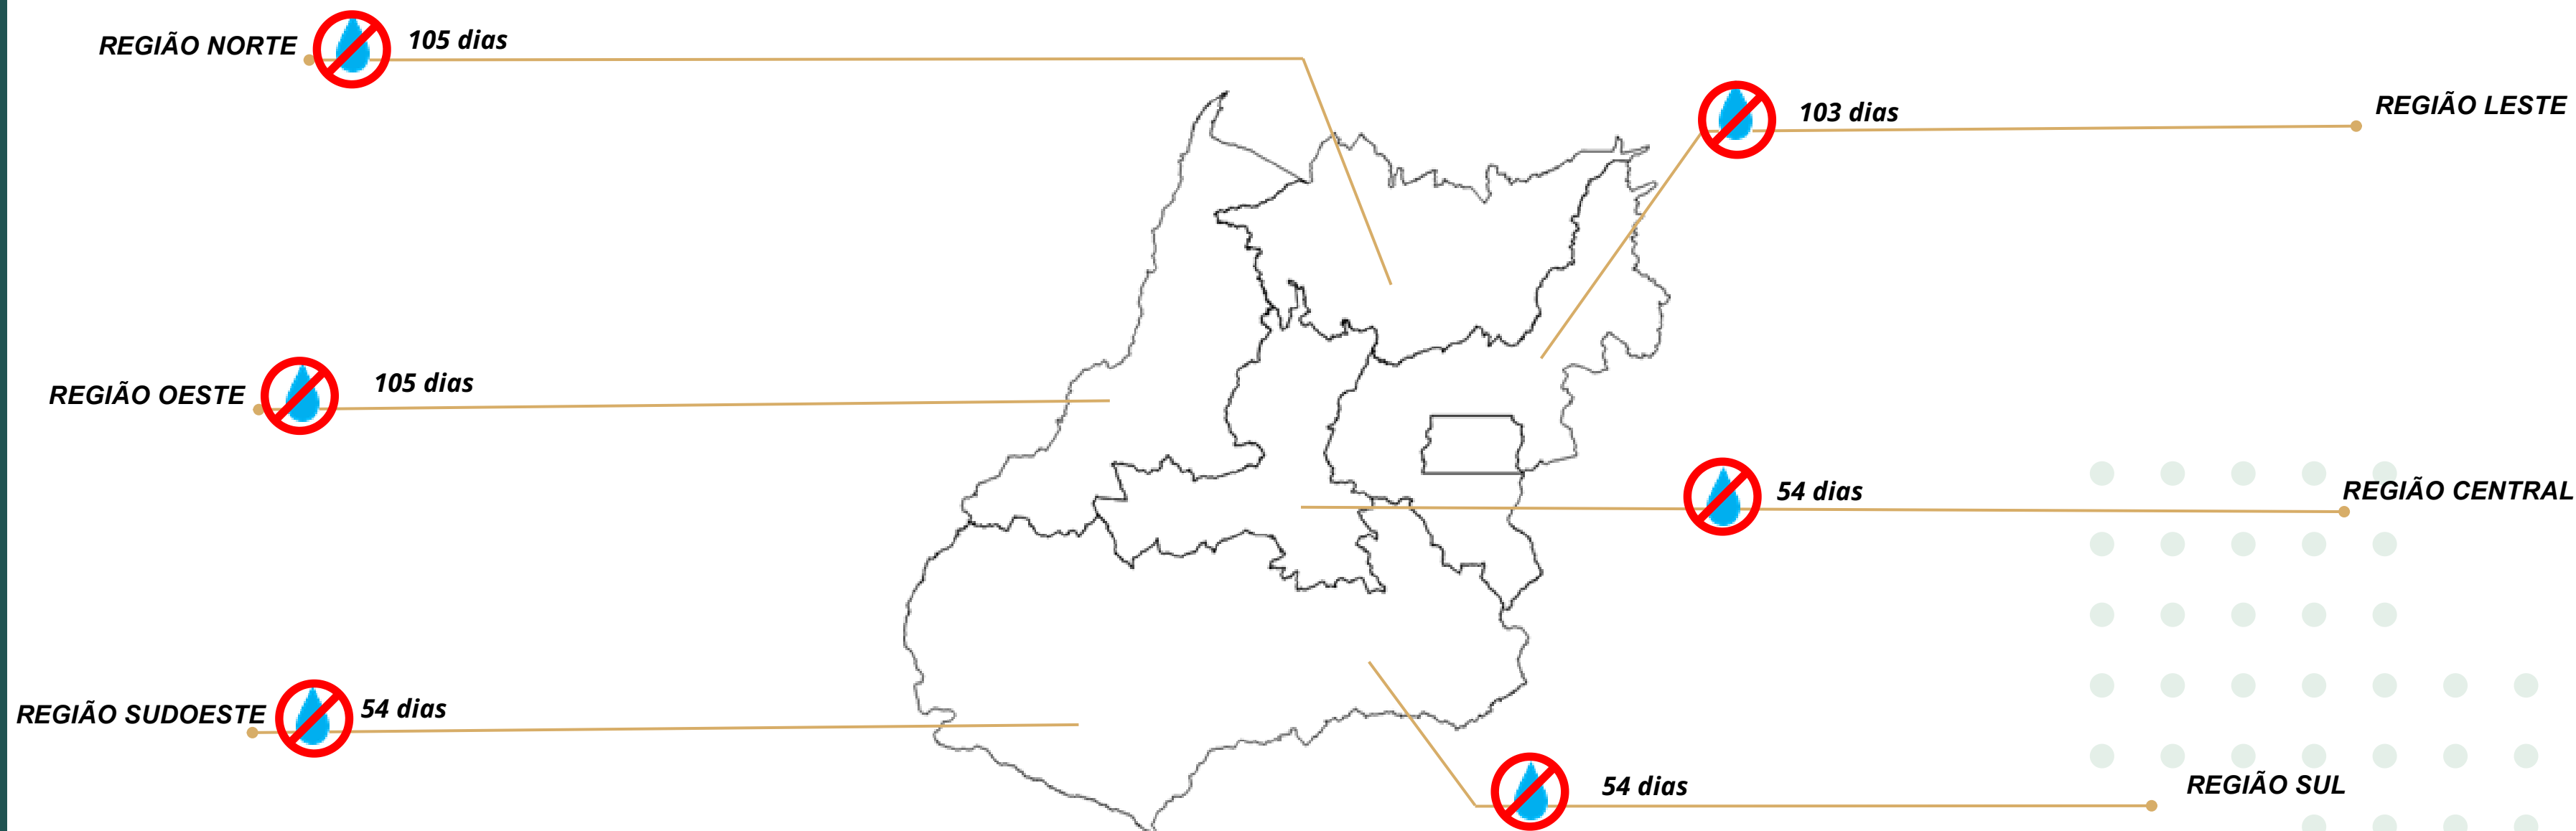 REGIÃO NORTE
105 dias
103 dias
REGIÃO LESTE
REGIÃO OESTE
105 dias
54 dias
REGIÃO CENTRAL
REGIÃO SUDOESTE
54 dias
54 dias
REGIÃO SUL